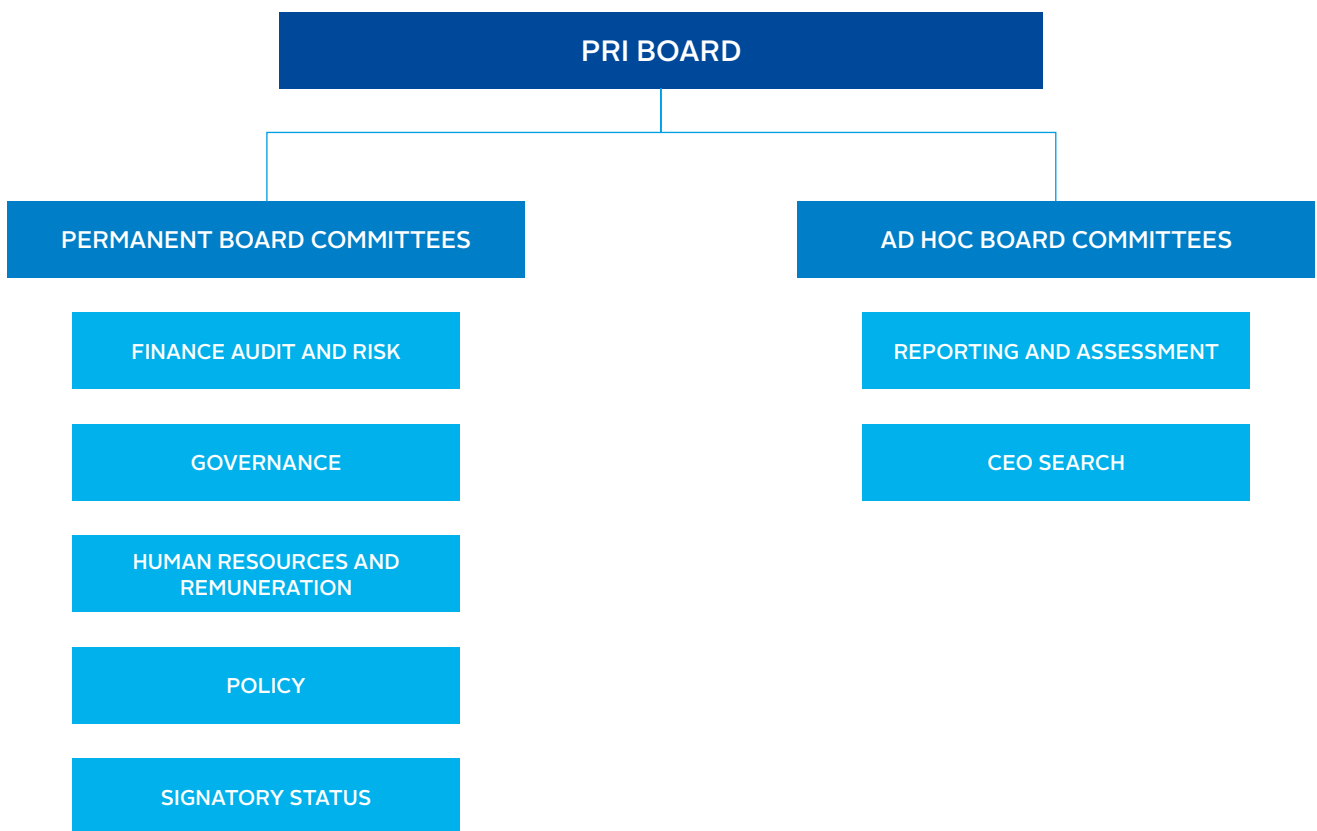 PRI BOARD
PERMANENT BOARD COMMITTEES
FINANCE AUDIT AND RISK
GOVERNANCE
HUMAN RESOURCES AND
REMUNERATION
POLICY
SIGNATORY STATUS
AD HOC BOARD COMMITTEES
REPORTING AND ASSESSMENT
CEO SEARCH